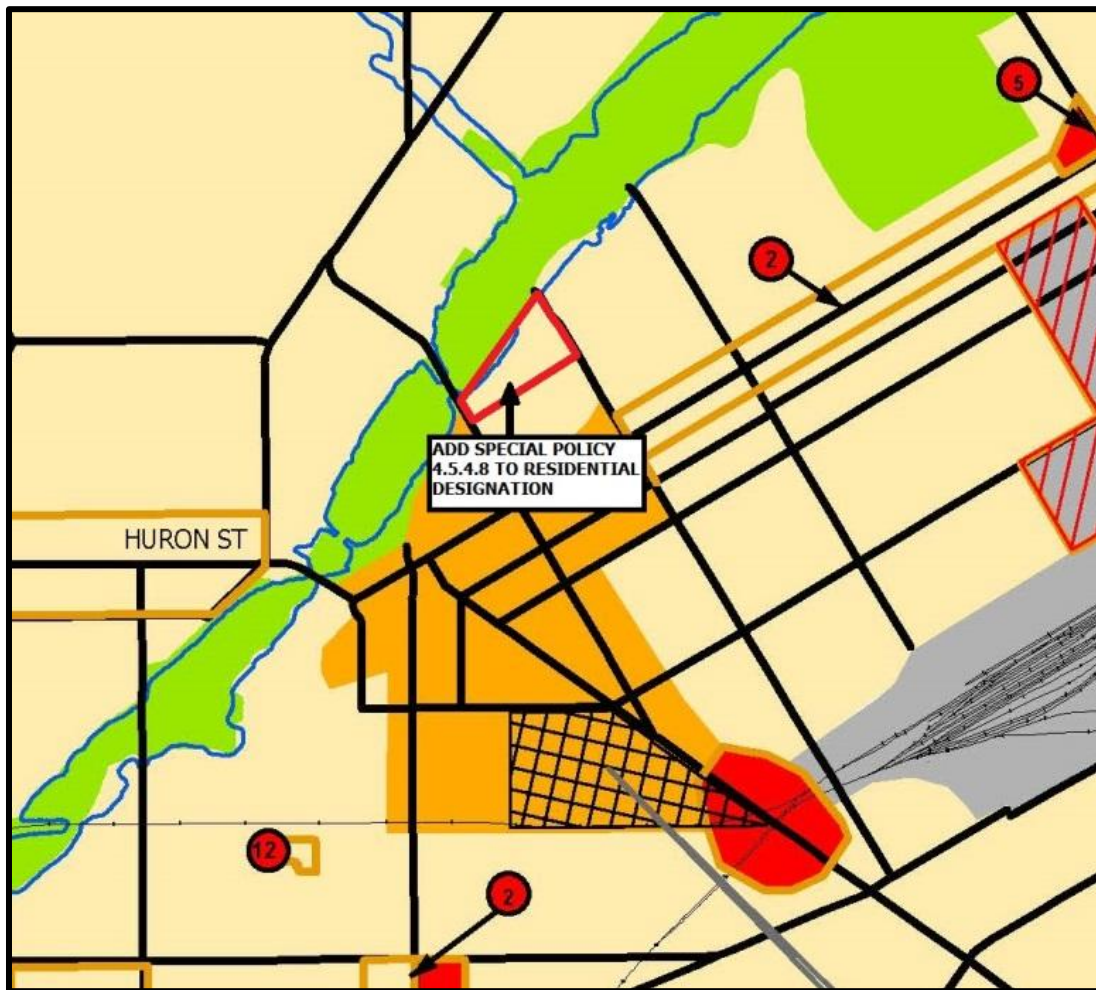 5
2
ADD SPECIAL POLICY
4.5.4.8 TO RESIDENTIAL
DESIGNATION
HURON ST
12
2